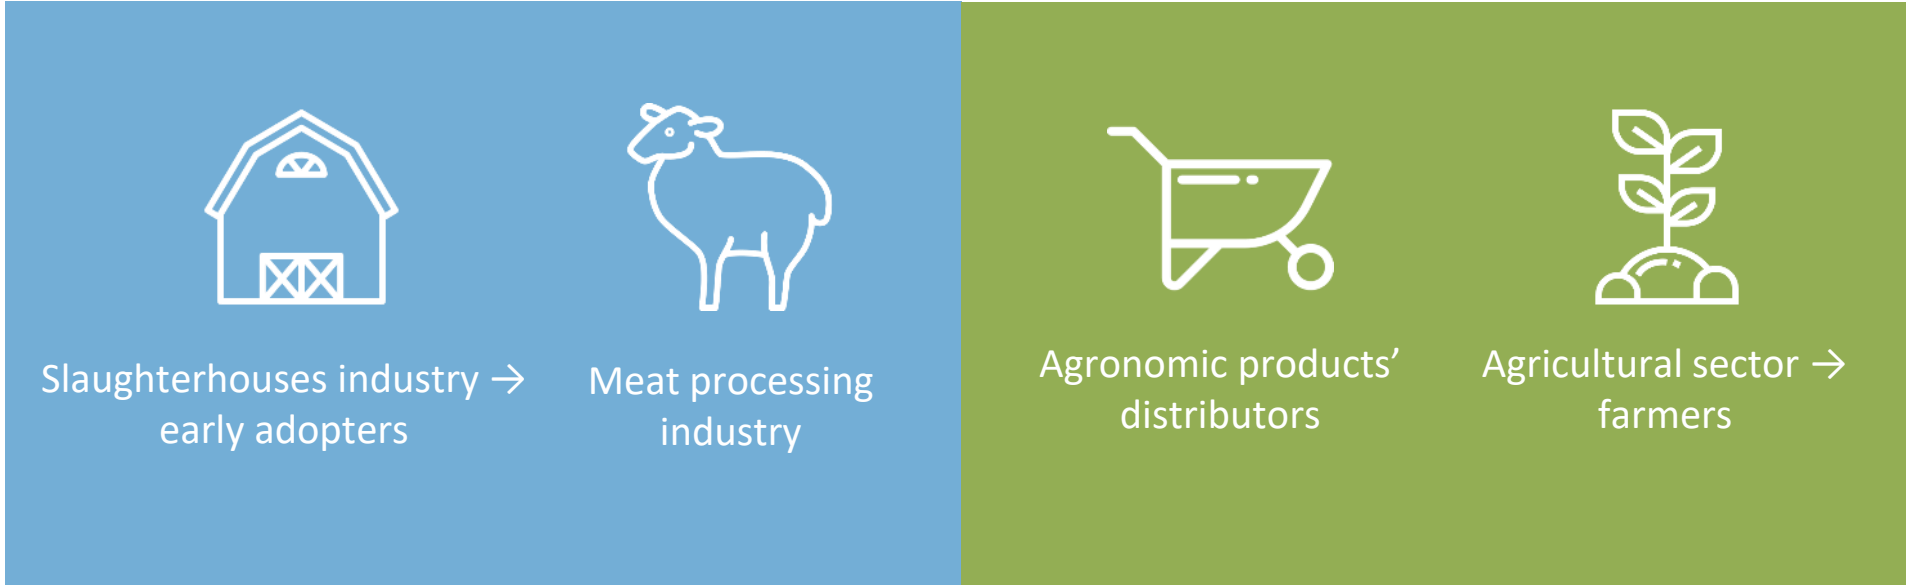 Slaughterhouses industry →
early adopters
Meat processing
industry
Agronomic products’
distributors
Agricultural sector →
farmers